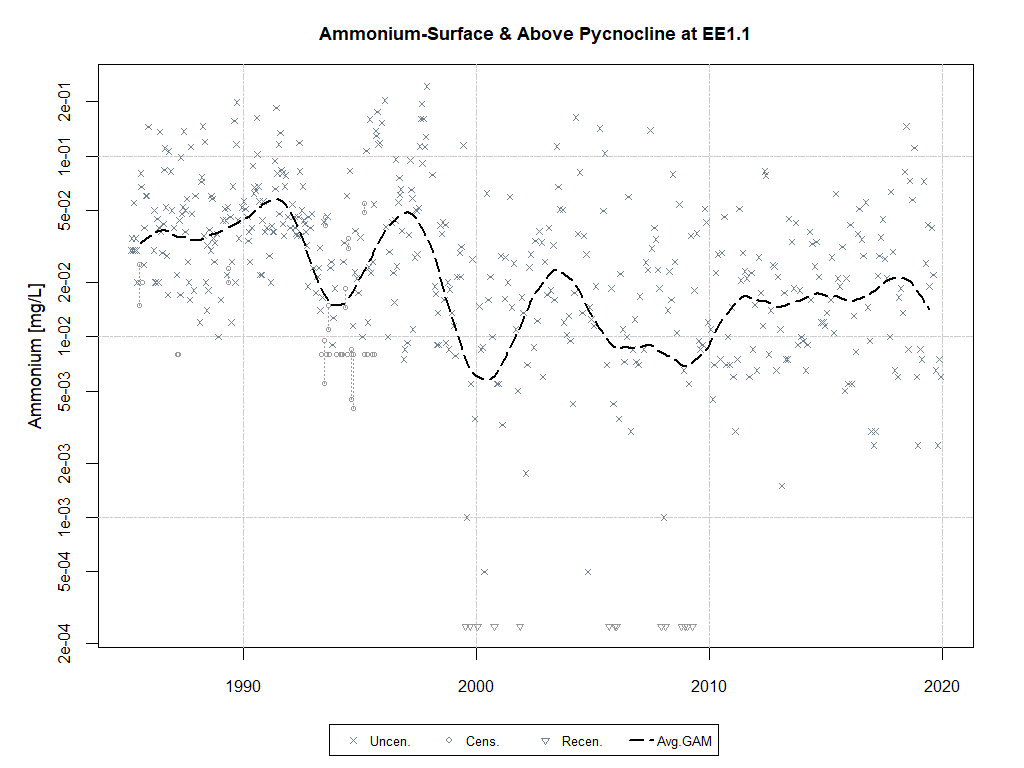 Ammonium-Surface & Above Pycnocline at EE1.1
Ammonium [mg/L]
2e-01
1e-01
5e-02
2e-02
1e-02
5e-03
2e-03
1e-03
5e-04
2e-04
1990 2000 2010 2020
Uncen. Cens. Recen. Avg.GAM